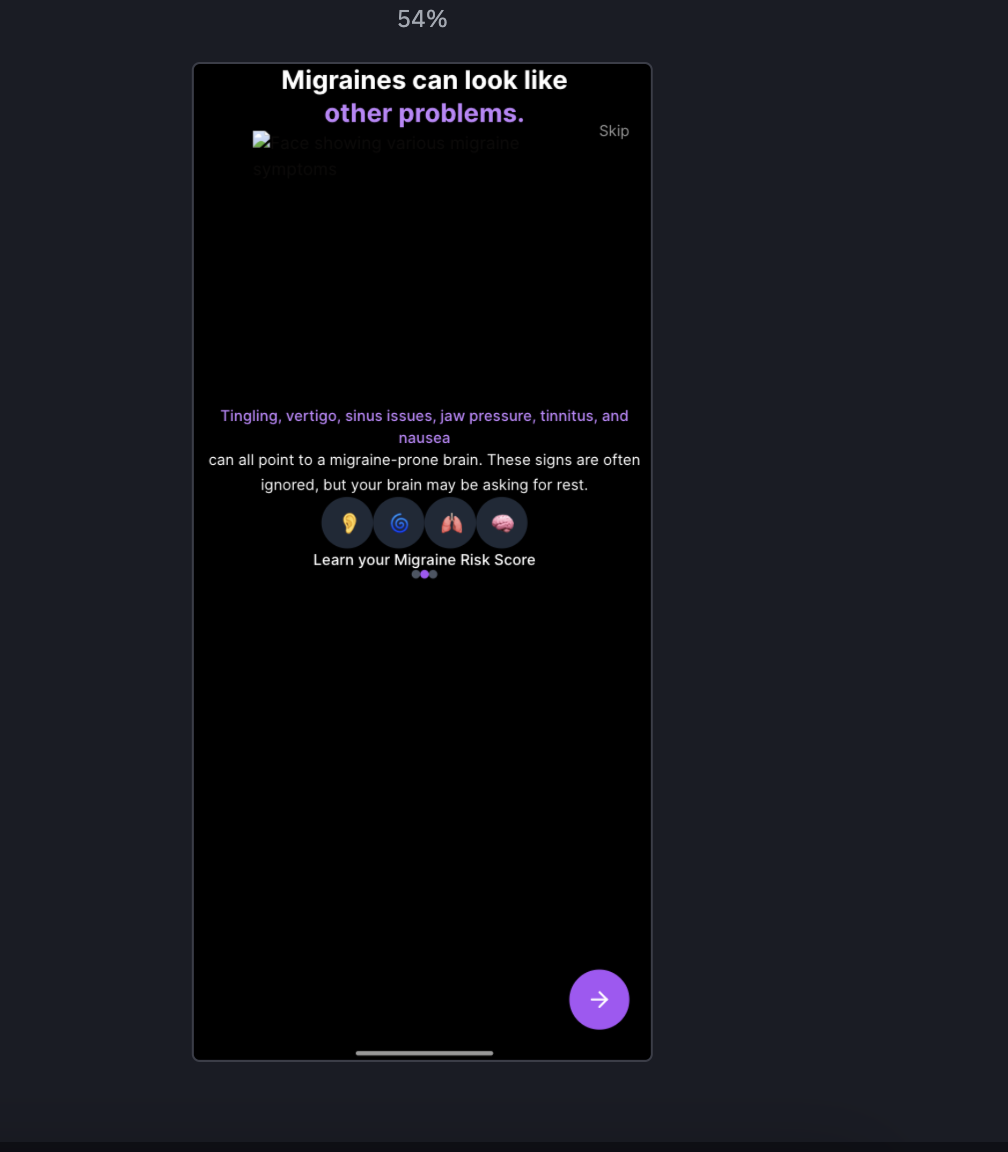 54%
Migraines can look like
other problems.
Skip
Face showing various migraine
symptoms
Tingling, vertigo, sinus issues, jaw pressure, tinnitus, and
nausea
can all point to a migraine-prone brain. These signs are often
ignored, but your brain may be asking for rest.
Learn your Migraine Risk Score